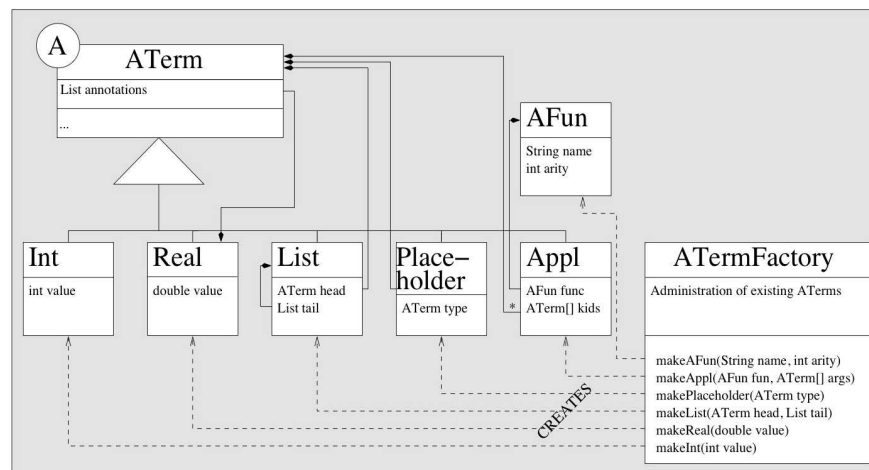 A
ATerm
List annotations
...
AFun
String name
int arity
Int
int value
Real
double value
List
ATerm head
List tail
Place-
holder
ATerm type
Appl
AFun func
* ATerm[] kids
ATermFactory
Administration of existing ATerms
makeAFun(String name, int arity)
makeAppl(AFun fun, ATerm[] args)
makePlaceholder(ATerm type)
makeList(ATerm head, List tail)
makeReal(double value)
makeInt(int value)
CREATES